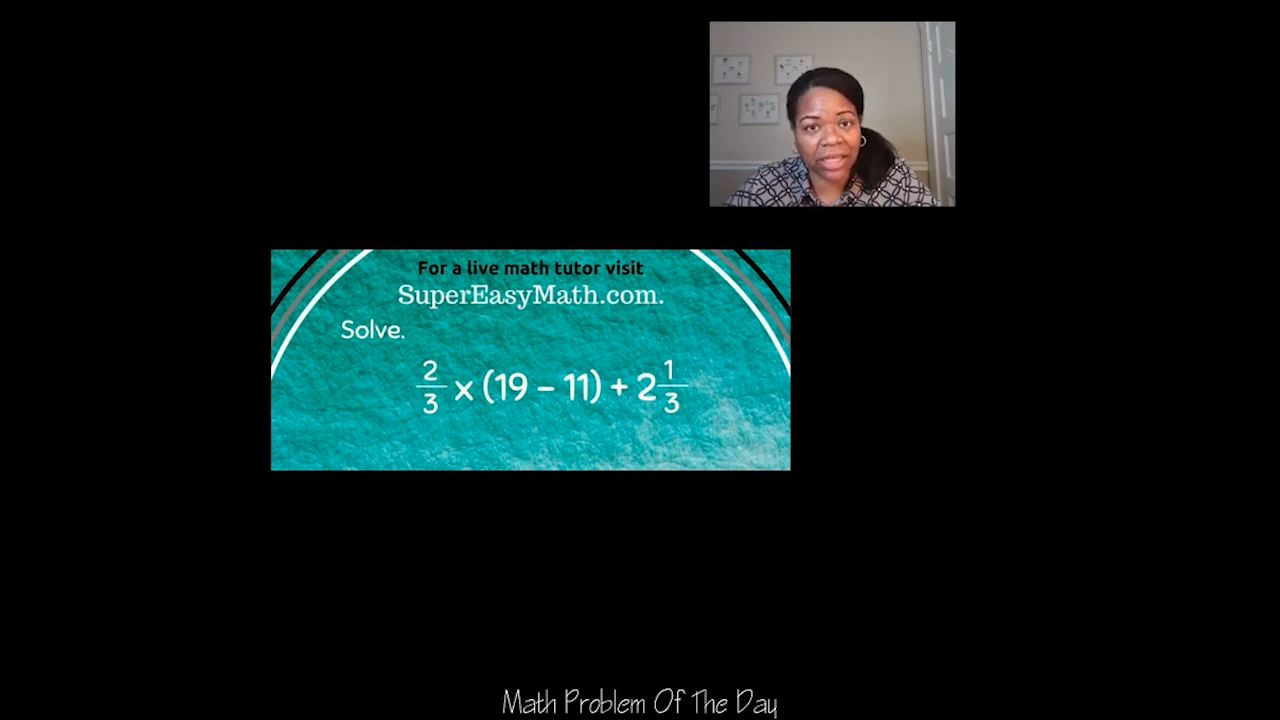 For a live math tutor visit
SuperEasyMath.com.
Solve.
2/3 x (19 – 11) + 2 1/3
Math Problem Of The Day